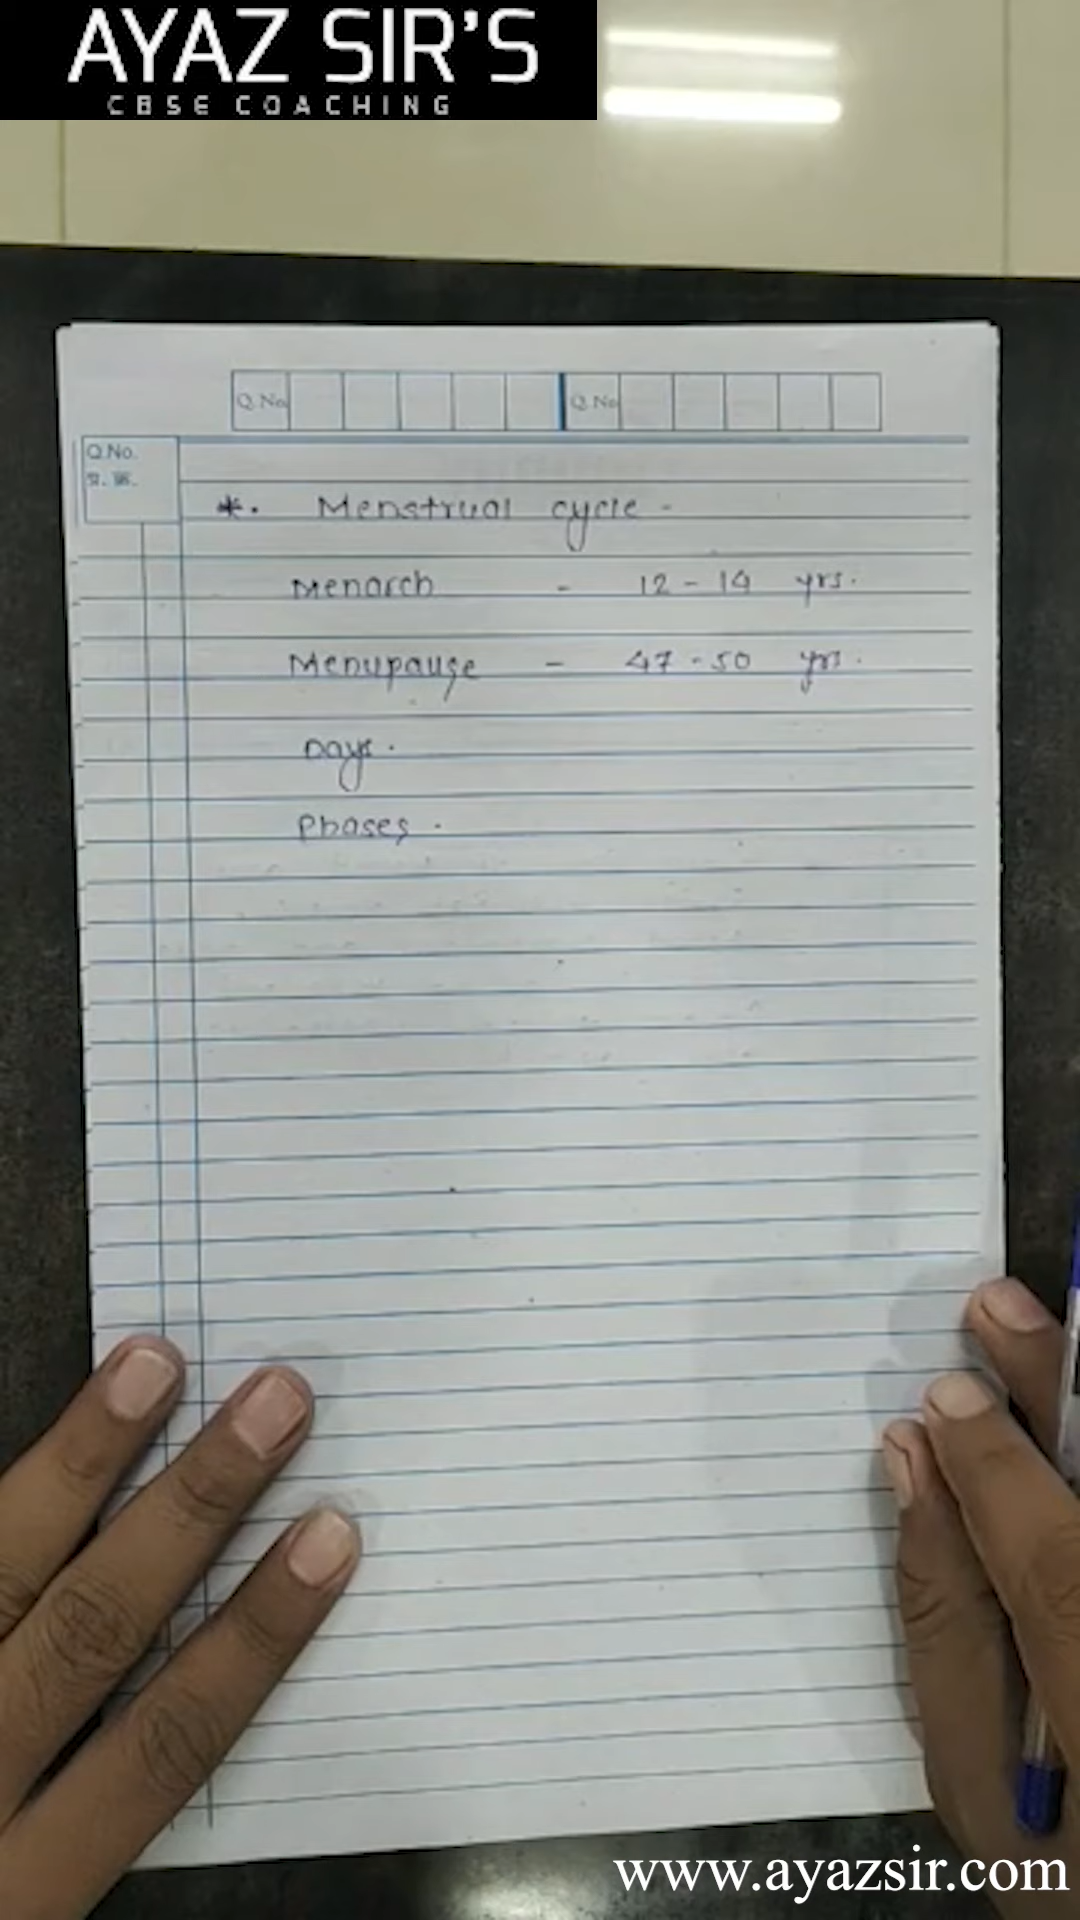 AYAZ SIR'S
CBSE COACHING
Q.No Q.No
Q.No.
प्र. क्र.
*. Menstrual cycle -
Menarch - 12 - 14 yrs.
Menupause - 47 - 50 yrs.
Days.
Phases.
www.ayazsir.com